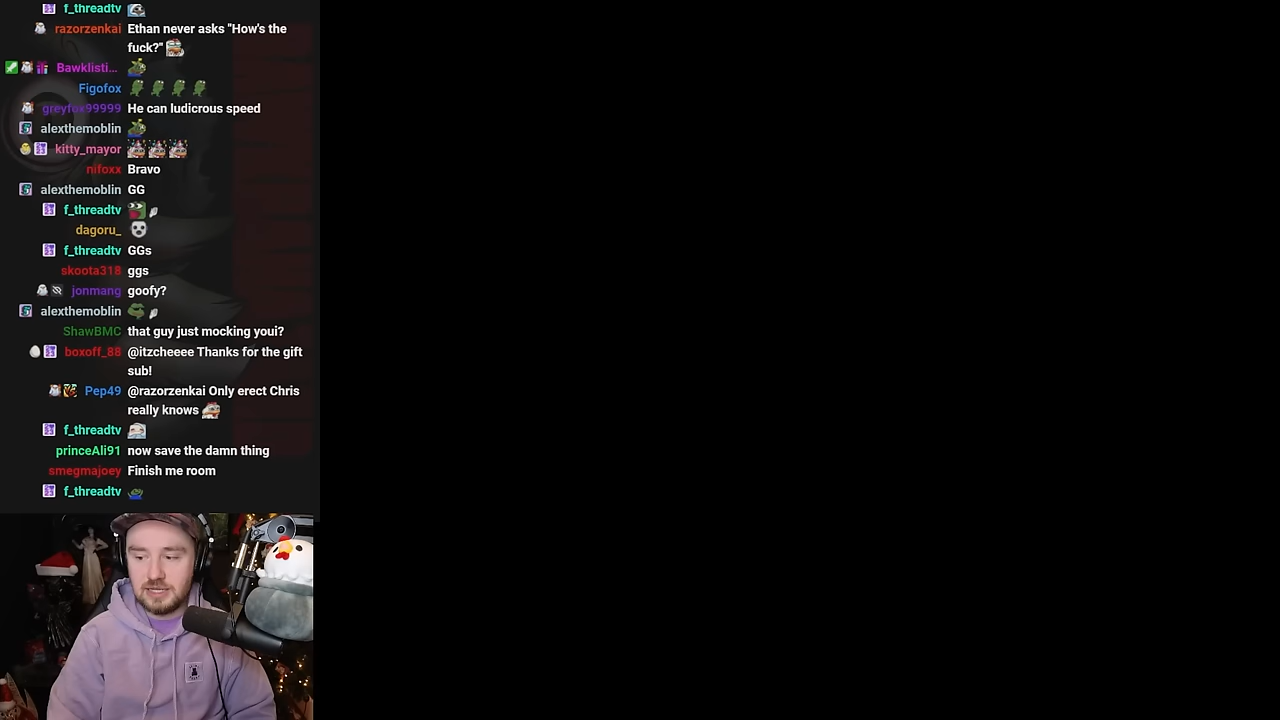 f_threadtv
razorzenkai Ethan never asks "How's the
fuck?"
Bawklisti...
Figofox
greyfox99999 He can ludicrous speed
alexthemoblin
kitty_mayor
nifoxx Bravo
alexthemoblin GG
f_threadtv
dagoru_
f_threadtv GGs
skoota318 ggs
jonmang goofy?
alexthemoblin
ShawBMC that guy just mocking youi?
boxoff_88 @itzcheeee Thanks for the gift
sub!
Pep49 @razorzenkai Only erect Chris
really knows
f_threadtv
princeAli91 now save the damn thing
smegmajoey Finish me room
f_threadtv